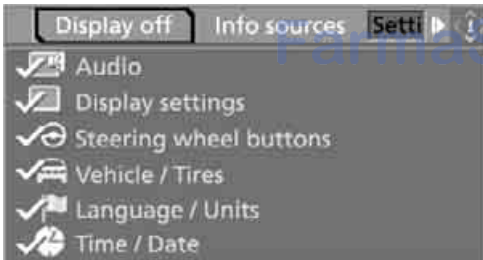 Display off Info sources Setti
Audio
Display settings
Steering wheel buttons
Vehicle / Tires
Language / Units
Time / Date